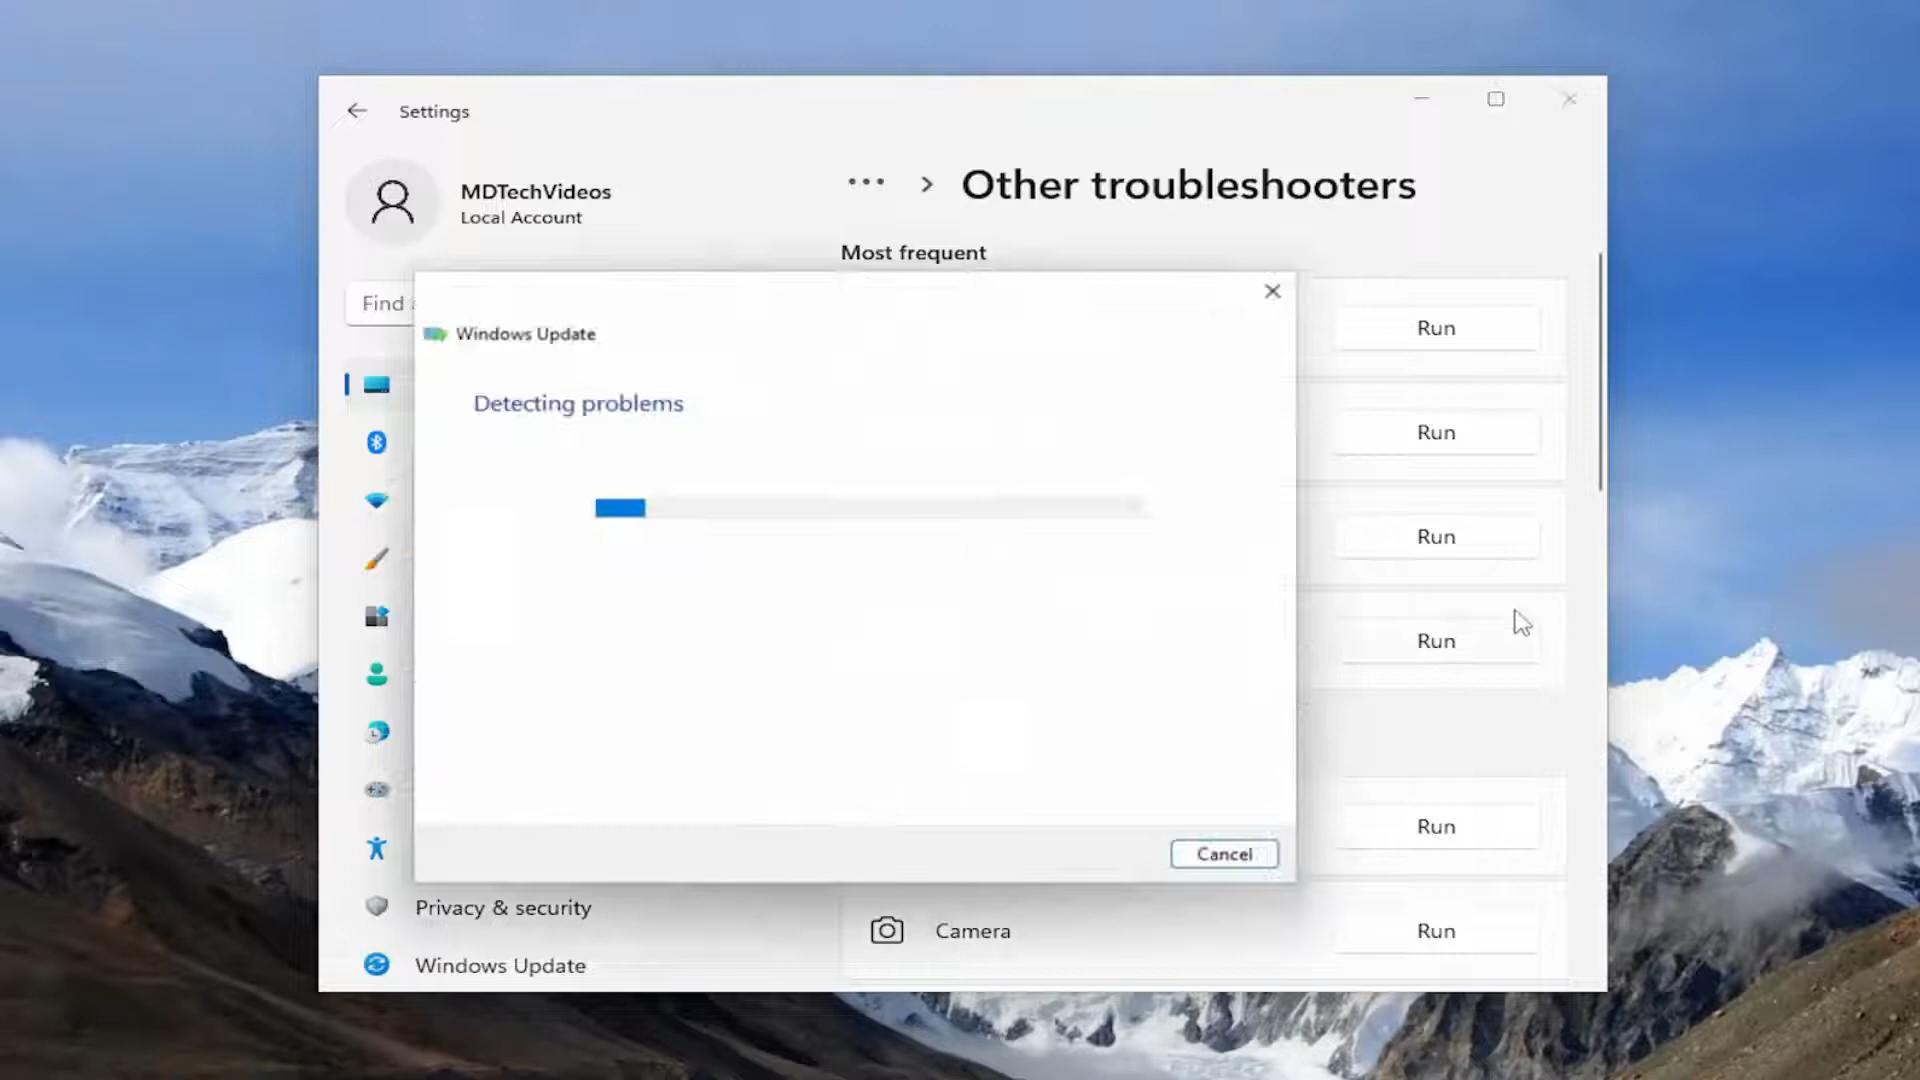 Settings
MDTechVideos
Local Account
Other troubleshooters
Most frequent
Find
Run
Windows Update
Detecting problems
Run
Run
Run
Run
Cancel
Privacy & security
Camera
Run
Windows Update